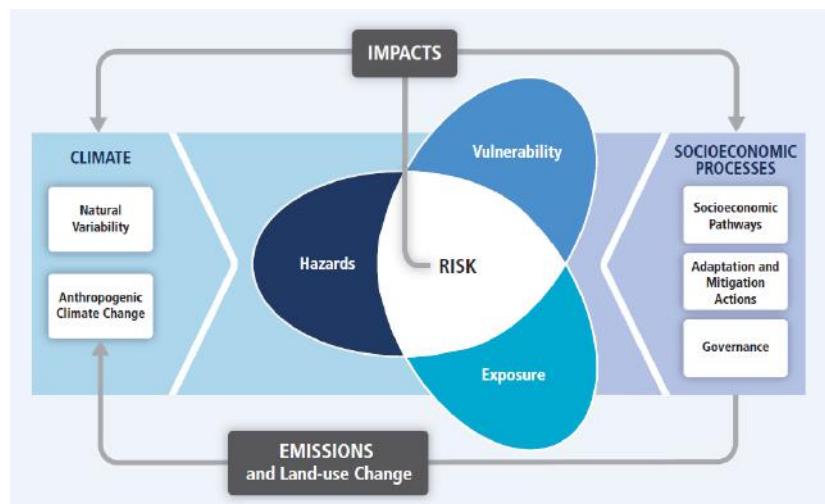 IMPACTS
CLIMATE
Natural
Variability
Anthropogenic
Climate Change
Vulnerability
Hazards
RISK
Exposure
SOCIOECONOMIC
PROCESSES
Socioeconomic
Pathways
Adaptation and
Mitigation
Actions
Governance
EMISSIONS
and Land-use Change